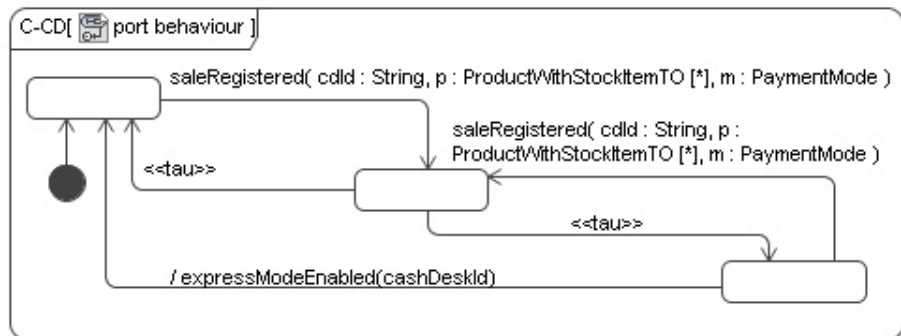 C-CD[ port behaviour ]
saleRegistered( cdId : String, p : ProductWithStockItemTO [*], m : PaymentMode )
saleRegistered( cdId : String, p :
ProductWithStockItemTO [*], m : PaymentMode )
<<tau>>
<<tau>>
/ expressModeEnabled(cashDeskId)